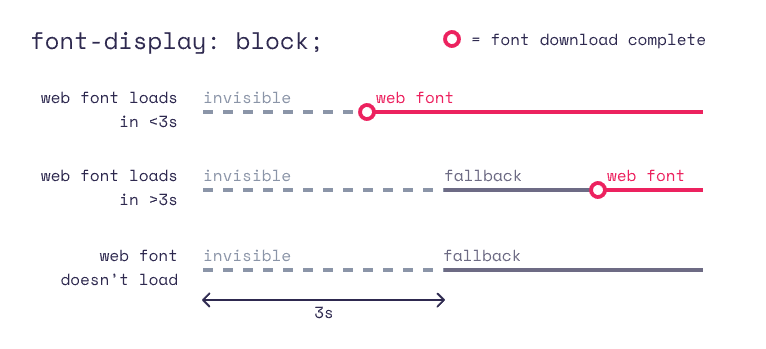 font-display: block;
= font download complete
web font loads
in <3s
invisible
web font
web font loads
in >3s
invisible
fallback
web font
web font
doesn't load
invisible
fallback
3s